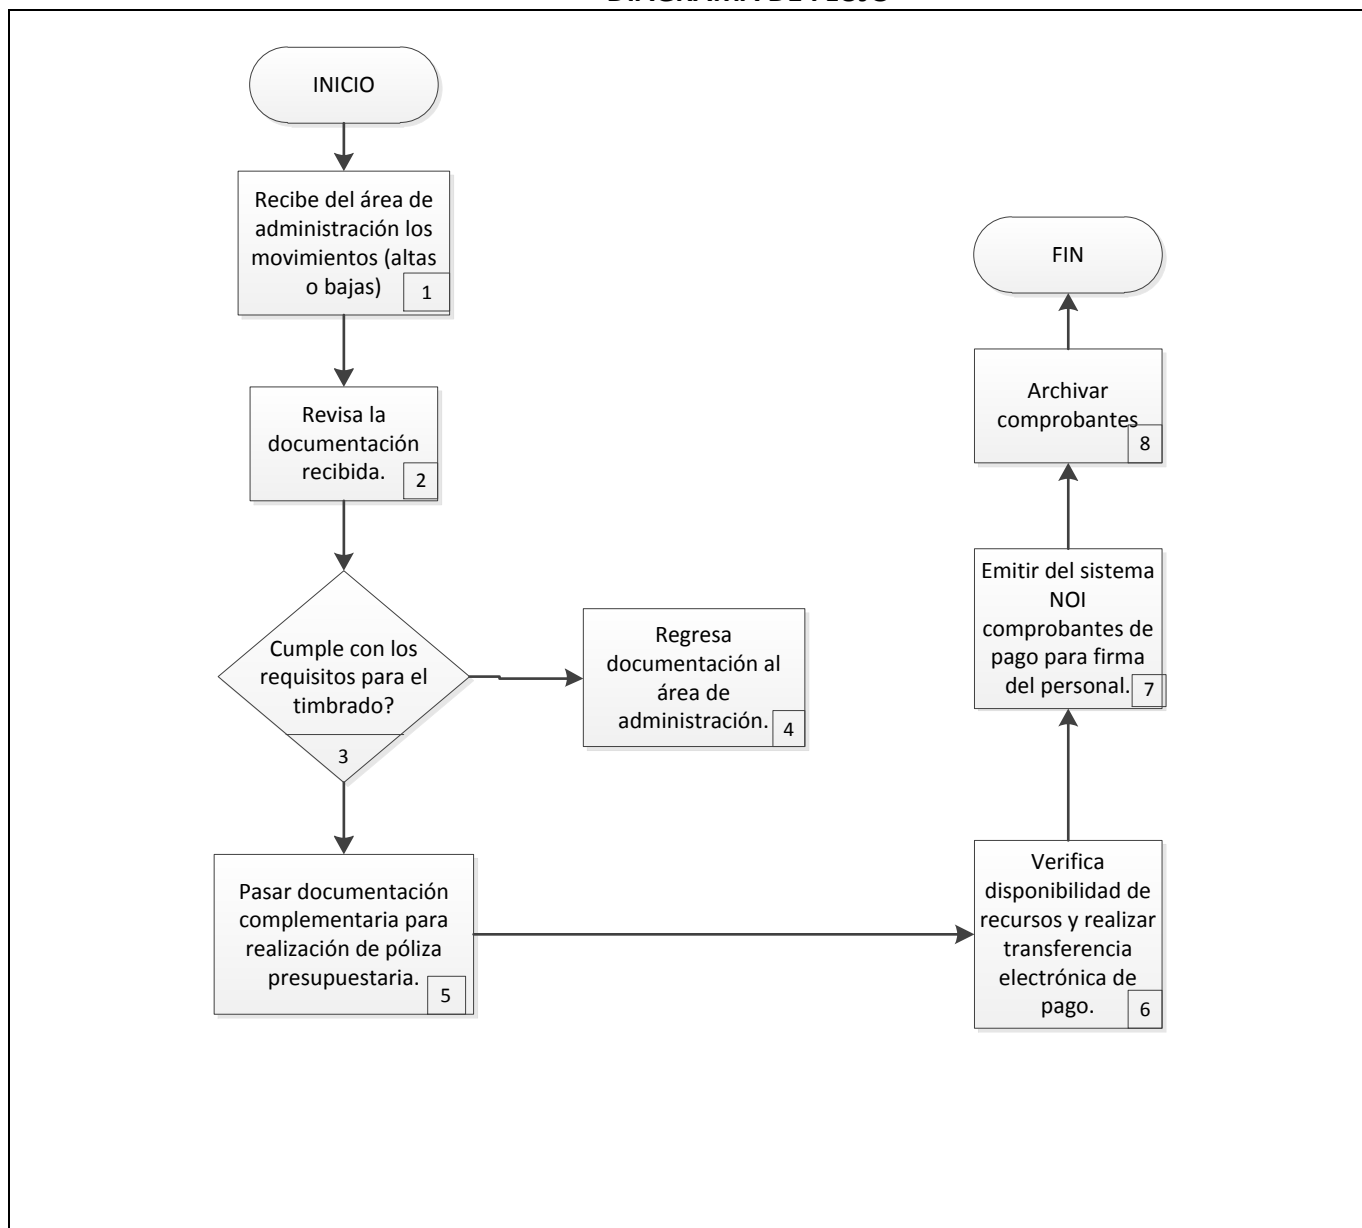 INICIO
Recibe del área de
administración los
movimientos (altas
o bajas)
1
Revisa la
documentación
recibida.
2
Cumple con los
requisitos para el
timbrado?
3
Regresa
documentación al
área de
administración.
4
Pasar documentación
complementaria para
realización de póliza
presupuestaria.
5
Verifica
disponibilidad de
recursos y realizar
transferencia
electrónica de
pago.
6
Emitir del sistema
NOI
comprobantes de
pago para firma
del personal.
7
Archivar
comprobantes
8
FIN